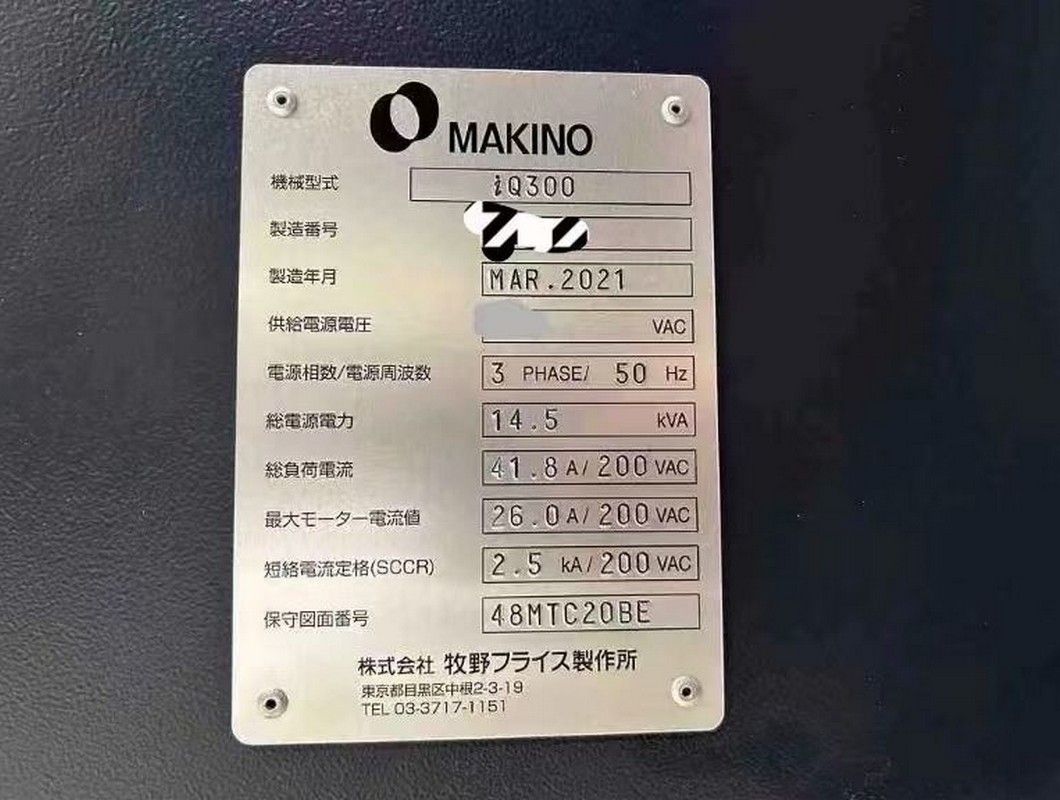 MAKINO
機械型式 iQ300
製造番号
製造年月 MAR.2021
供給電源電圧 VAC
電源相数/電源周波数 3 PHASE/ 50 Hz
総電源電力 14.5 kVA
総負荷電流 41.8 A/200 VAC
最大モーター電流値 26.0 A/200 VAC
短絡電流定格(SCCR) 2.5 kA/200 VAC
保守図面番号 48MTC20BE
株式会社 牧野フライス製作所
東京都目黒区中根2-3-19
TEL 03-3717-1151